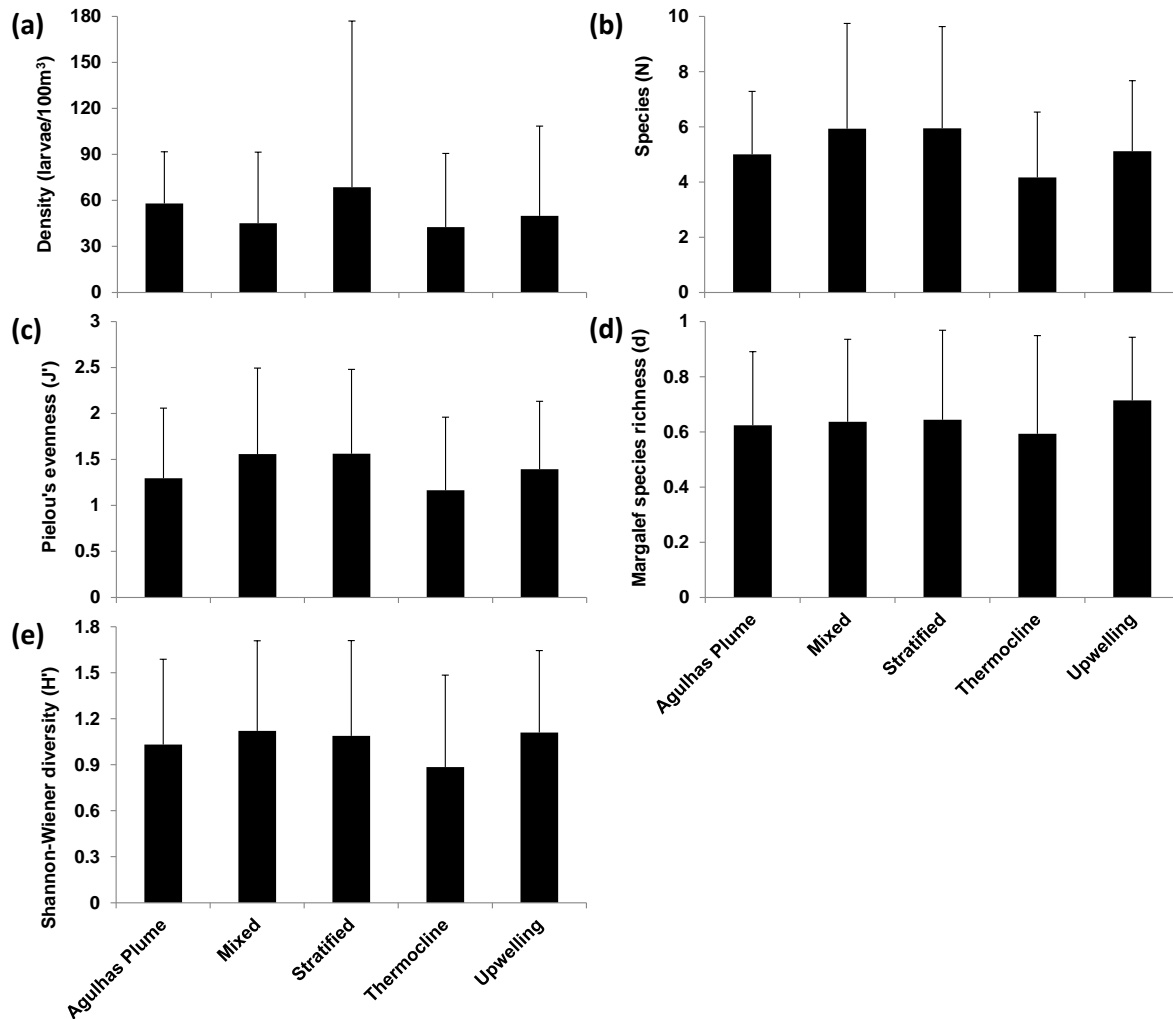 (a)
Density (larvae/100m³)
180
150
120
90
60
30
0
(b)
Species (N)
10
8
6
4
2
0
(c)
Pielou's evenness (J')
3
2.5
2
1.5
1
0.5
0
(d)
Margalef species richness (d)
1
0.8
0.6
0.4
0.2
0
Agulhas Plume
Mixed
Stratified
Thermocline
Upwelling
(e)
Shannon-Wiener diversity (H')
1.8
1.5
1.2
0.9
0.6
0.3
0
Agulhas Plume
Mixed
Stratified
Thermocline
Upwelling